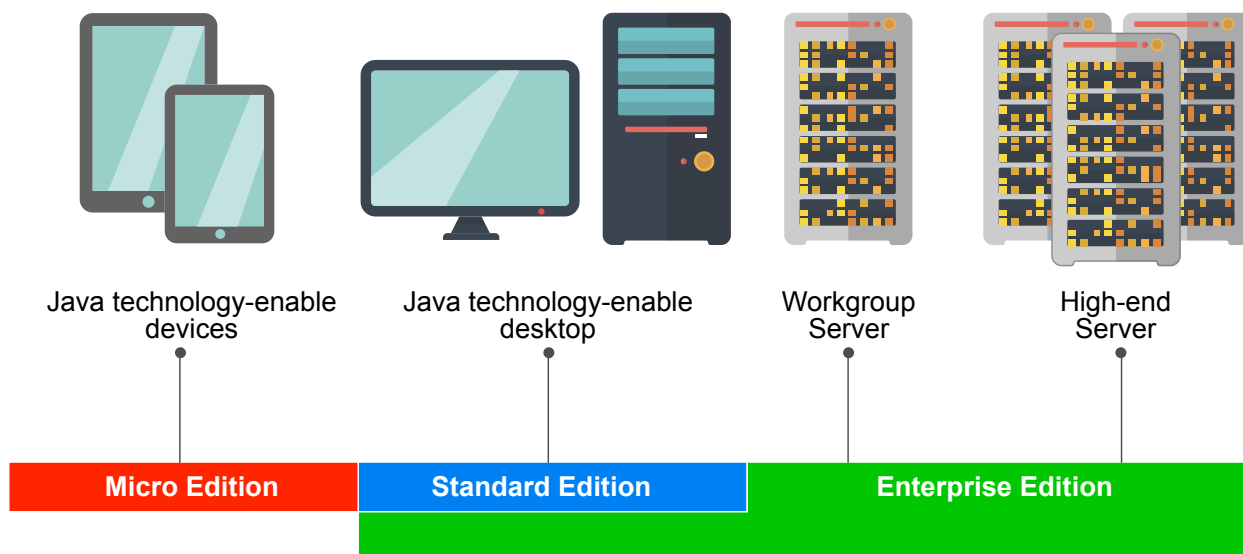 Java technology-enable
devices
Java technology-enable
desktop
Workgroup
Server
High-end
Server
Micro Edition
Standard Edition
Enterprise Edition